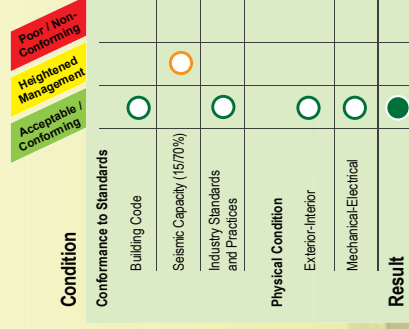 Poor / Non-
Conforming
Heightened
Management
Acceptable /
Conforming
Condition
Conformance to Standards
Building Code
Seismic Capacity (15/70%)
Industry Standards
and Practices
Physical Condition
Exterior-Interior
Mechanical-Electrical
Result